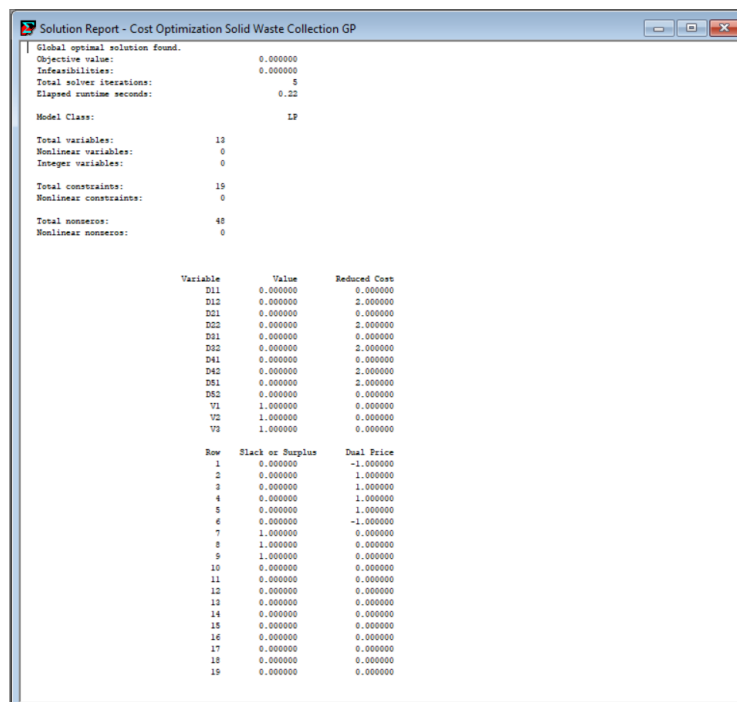 Solution Report - Cost Optimization Solid Waste Collection GP
Global optimal solution found.
Objective value: 0.000000
Infeasibilities: 0.000000
Total solver iterations: 5
Elapsed runtime seconds: 0.22
Model Class: LP
Total variables: 13
Nonlinear variables: 0
Integer variables: 0
Total constraints: 19
Nonlinear constraints: 0
Total nonzeros: 48
Nonlinear nonzeros: 0
Variable Value Reduced Cost
D11 0.000000 0.000000
D12 0.000000 2.000000
D21 0.000000 0.000000
D22 0.000000 2.000000
D31 0.000000 0.000000
D32 0.000000 2.000000
D41 0.000000 0.000000
D42 0.000000 2.000000
D51 0.000000 2.000000
D52 0.000000 0.000000
V1 1.000000 0.000000
V2 1.000000 0.000000
V3 1.000000 0.000000
Row Slack or Surplus Dual Price
1 0.000000 -1.000000
2 0.000000 1.000000
3 0.000000 1.000000
4 0.000000 1.000000
5 0.000000 1.000000
6 0.000000 -1.000000
7 1.000000 0.000000
8 1.000000 0.000000
9 1.000000 0.000000
10 0.000000 0.000000
11 0.000000 0.000000
12 0.000000 0.000000
13 0.000000 0.000000
14 0.000000 0.000000
15 0.000000 0.000000
16 0.000000 0.000000
17 0.000000 0.000000
18 0.000000 0.000000
19 0.000000 0.000000